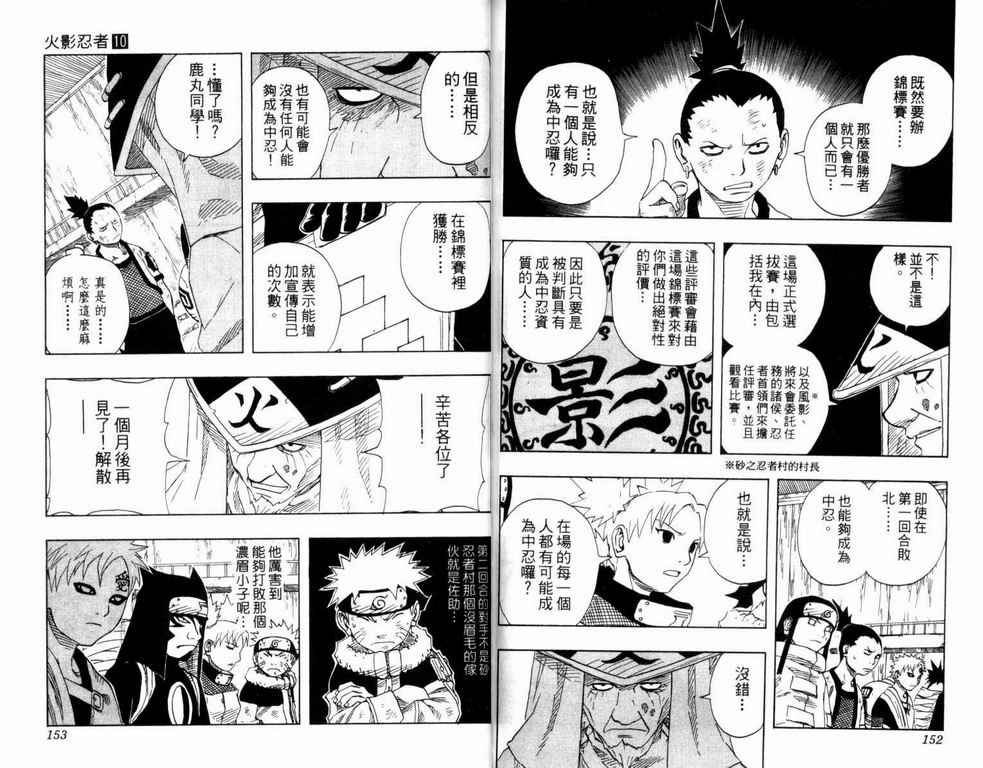 既然要辦
錦標賽……
那麼優勝者
就只會有一
個人而已…
也就是說…只
有一個人能夠
成為中忍囉？
不！
並不是這
樣。
這場正式選
拔賽，由包
括我在內…
以及風影※、
將來會委託任
務的諸侯、忍
者首領們來擔
任評審，並且
觀看比賽。
※砂之忍者村的村長
這些評審會藉由
這場錦標賽來對
你們做出絕對性
的評價…
因此只要是
被判斷具有
成為中忍資
質的人……
影
即使在
第一回合敗
北……
也能夠成為
中忍。
也就是說…
在場的每一個
人都有可能成
為中忍囉？
沒錯…
152
火影忍者10
但是相反
的……
也有可能會
沒有任何人能
夠成為中忍！
…懂了嗎？
鹿丸同學！
真是的……
怎麼這麼麻
煩啊……
在錦標賽裡
獲勝……
就表示能增
加宣傳自己
的次數。
火
辛苦各位了
——！
——一個月後再
見了！解散
第二回合的對手不是砂
忍者村那個沒眉毛的傢
伙就是佐助…
他厲害到
能夠打敗那個
濃眉小子呢…
153